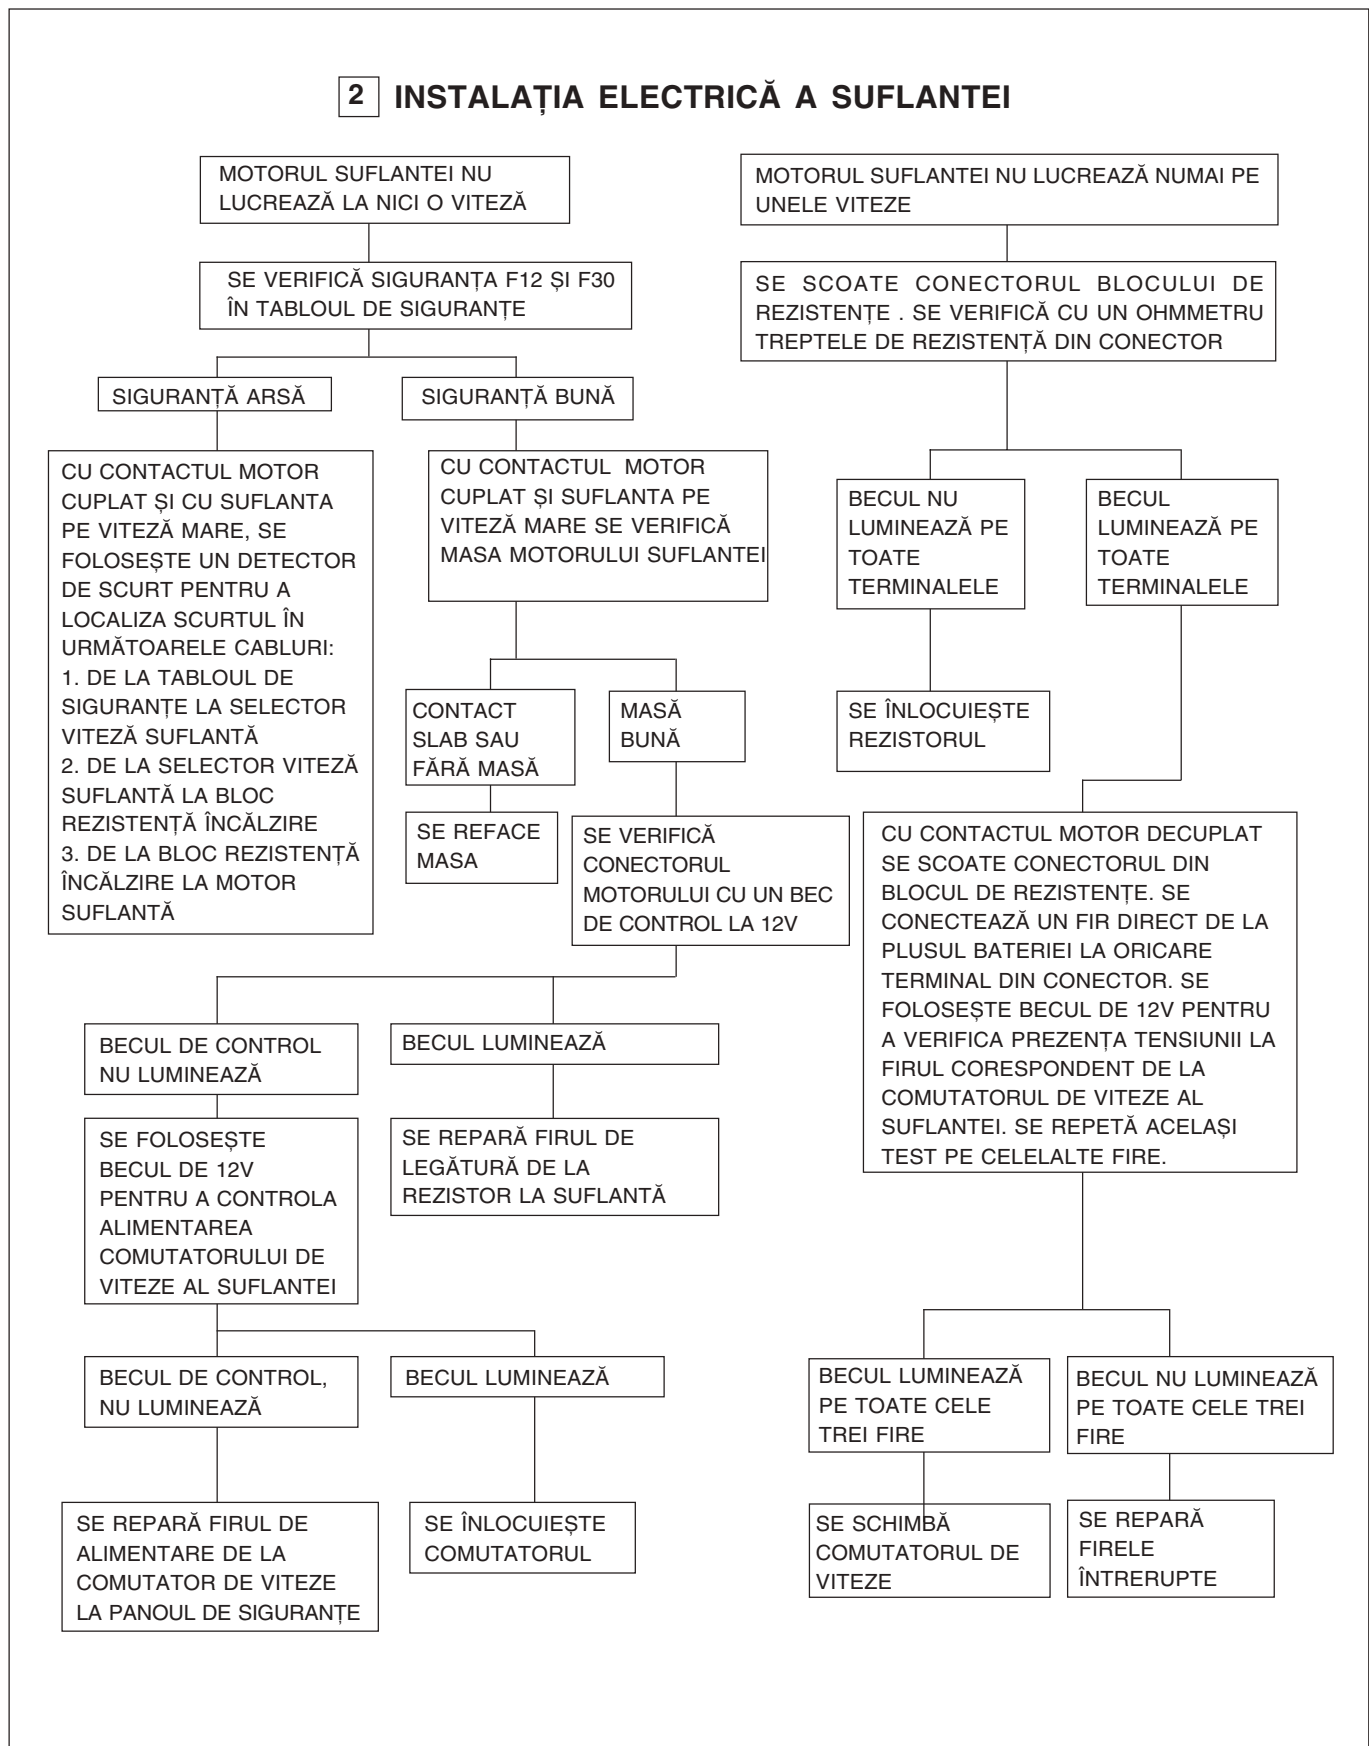 2 INSTALAȚIA ELECTRICĂ A SUFLANTEI
MOTORUL SUFLANTEI NU
LUCREAZĂ LA NICI O VITEZĂ
SE VERIFICĂ SIGURANȚA F12 ȘI F30
ÎN TABLOUL DE SIGURANȚE
SIGURANȚĂ ARSĂ
SIGURANȚĂ BUNĂ
CU CONTACTUL MOTOR
CUPLAT ȘI CU SUFLANTA
PE VITEZĂ MARE, SE
FOLOSEȘTE UN DETECTOR
DE SCURT PENTRU A
LOCALIZA SCURTUL ÎN
URMĂTOARELE CABLURI:
1. DE LA TABLOUL DE
SIGURANȚE LA SELECTOR
VITEZĂ SUFLANTĂ
2. DE LA SELECTOR VITEZĂ
SUFLANTĂ LA BLOC
REZISTENȚĂ ÎNCĂLZIRE
3. DE LA BLOC REZISTENȚĂ
ÎNCĂLZIRE LA MOTOR
SUFLANTĂ
CU CONTACTUL MOTOR
CUPLAT ȘI SUFLANTA PE
VITEZĂ MARE SE VERIFICĂ
MASA MOTORULUI SUFLANTEI
CONTACT
SLAB SAU
FĂRĂ MASĂ
MASĂ
BUNĂ
SE REFACE
MASA
SE VERIFICĂ
CONECTORUL
MOTORULUI CU UN BEC
DE CONTROL LA 12V
BECUL DE CONTROL
NU LUMINEAZĂ
BECUL LUMINEAZĂ
SE FOLOSEȘTE
BECUL DE 12V
PENTRU A CONTROLA
ALIMENTAREA
COMUTATORULUI DE
VITEZE AL SUFLANTEI
SE REPARĂ FIRUL DE
LEGĂTURĂ DE LA
REZISTOR LA SUFLANTĂ
BECUL DE CONTROL,
NU LUMINEAZĂ
BECUL LUMINEAZĂ
SE REPARĂ FIRUL DE
ALIMENTARE DE LA
COMUTATOR DE VITEZE
LA PANOUL DE SIGURANȚE
SE ÎNLOCUIEȘTE
COMUTATORUL
MOTORUL SUFLANTEI NU LUCREAZĂ NUMAI PE
UNELE VITEZE
SE SCOATE CONECTORUL BLOCULUI DE
REZISTENȚE . SE VERIFICĂ CU UN OHMMETRU
TREPTELE DE REZISTENȚĂ DIN CONECTOR
BECUL NU
LUMINEAZĂ PE
TOATE
TERMINALELE
BECUL
LUMINEAZĂ PE
TOATE
TERMINALELE
SE ÎNLOCUIEȘTE
REZISTORUL
CU CONTACTUL MOTOR DECUPLAT
SE SCOATE CONECTORUL DIN
BLOCUL DE REZISTENȚE. SE
CONECTEAZĂ UN FIR DIRECT DE LA
PLUSUL BATERIEI LA ORICARE
TERMINAL DIN CONECTOR. SE
FOLOSEȘTE BECUL DE 12V PENTRU
A VERIFICA PREZENȚA TENSIUNII LA
FIRUL CORESPONDENT DE LA
COMUTATORUL DE VITEZE AL
SUFLANTEI. SE REPETĂ ACELAȘI
TEST PE CELELALTE FIRE.
BECUL LUMINEAZĂ
PE TOATE CELE
TREI FIRE
BECUL NU LUMINEAZĂ
PE TOATE CELE TREI
FIRE
SE SCHIMBĂ
COMUTATORUL DE
VITEZE
SE REPARĂ
FIRELE
ÎNTRERUPTE